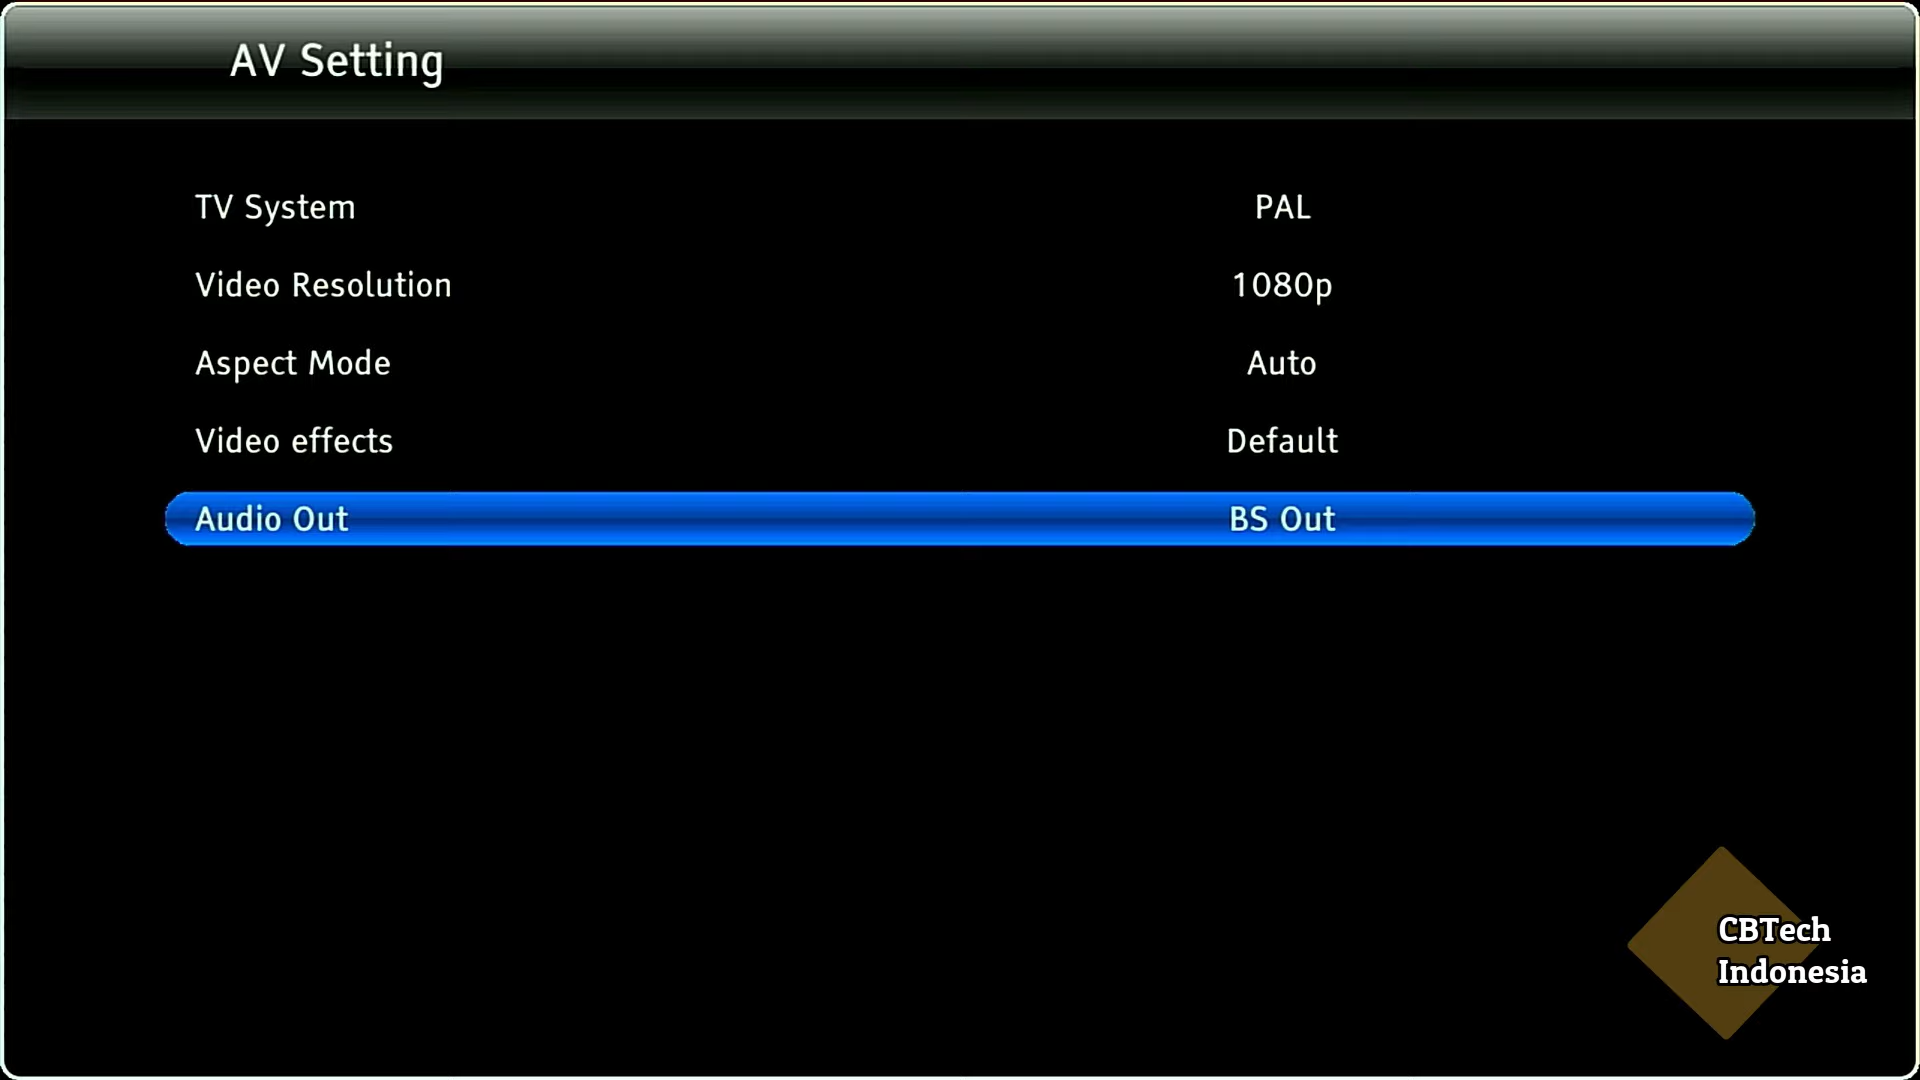 AV Setting
TV System PAL
Video Resolution 1080p
Aspect Mode Auto
Video effects Default
Audio Out BS Out
CBTech
Indonesia